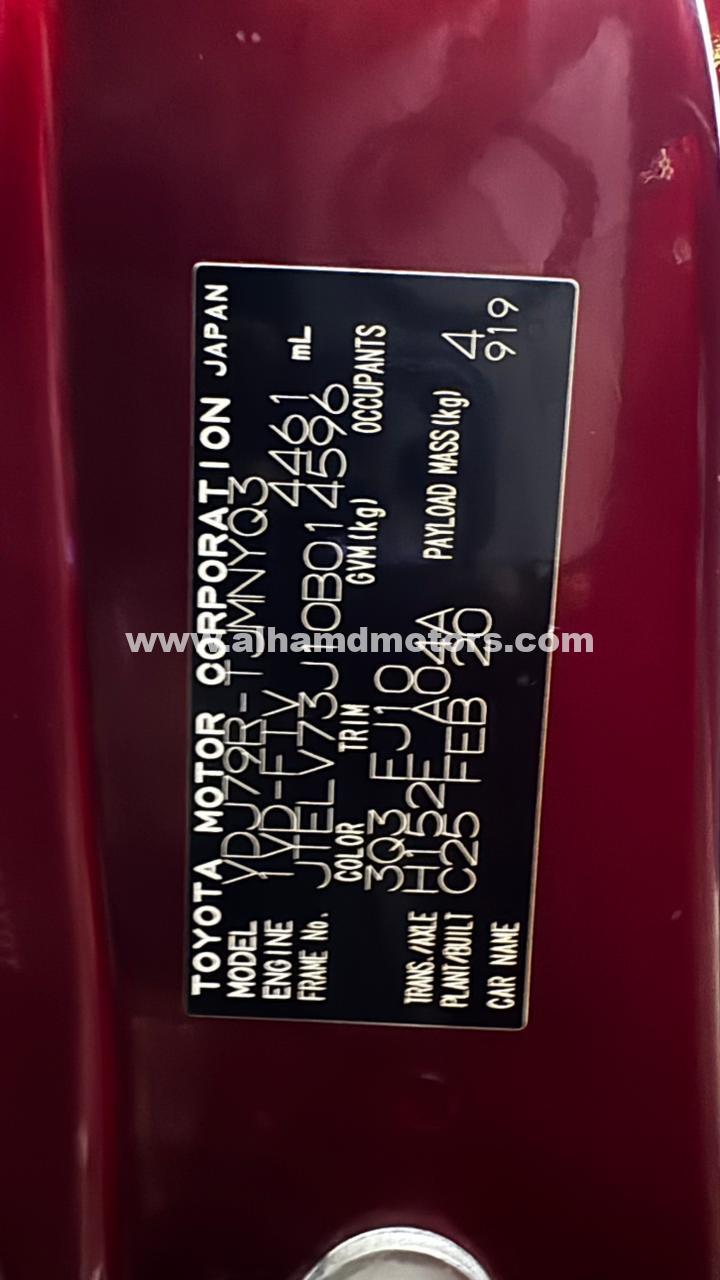 TOYOTA MOTOR CORPORATION JAPAN
MODEL VDJ79R-TJMNYQ3
ENGINE 1VD-FTV 4461 mL
FRAME No. JTELV73J10B014596
COLOR TRIM GVM(kg) OCCUPANTS
3Q3 FJ10 4
TRANS./AXLE H152F A04A PAYLOAD MASS(kg) 919
PLANT/BUILT C25 FEB 20
CAR NAME
www.alhamdmotors.com